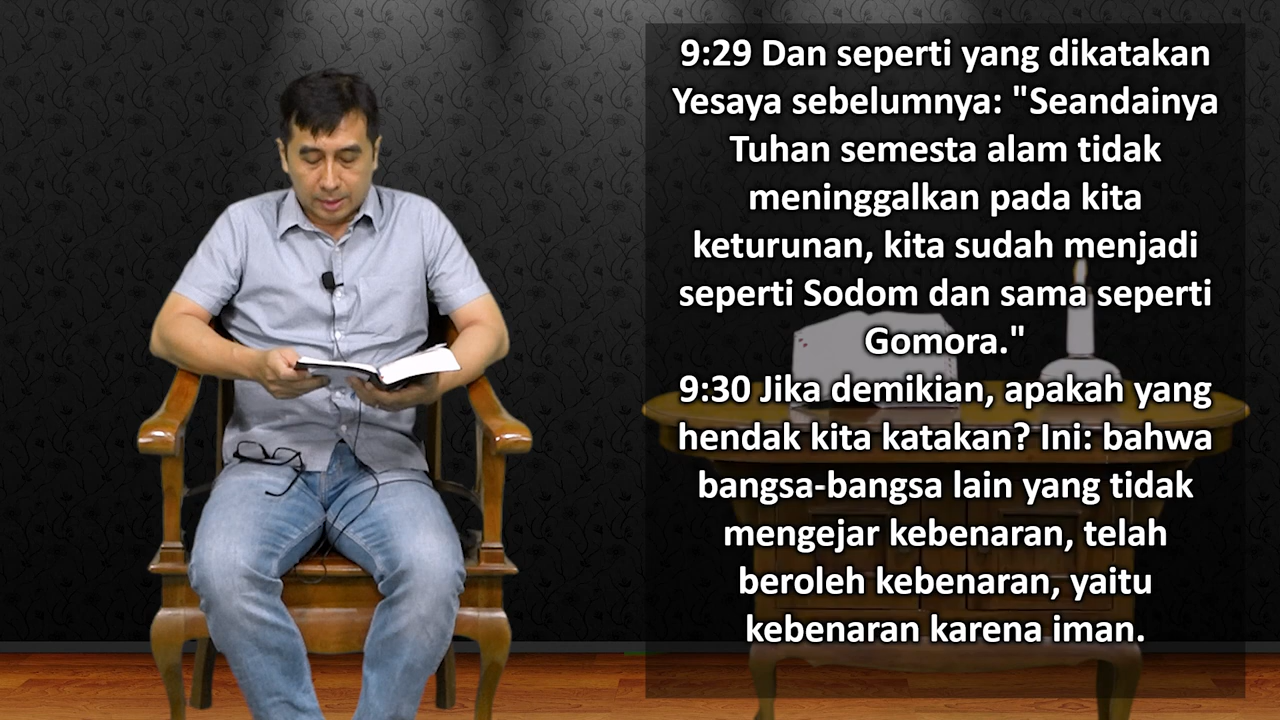 9:29 Dan seperti yang dikatakan
Yesaya sebelumnya: "Seandainya
Tuhan semesta alam tidak
meninggalkan pada kita
keturunan, kita sudah menjadi
seperti Sodom dan sama seperti
Gomora."
9:30 Jika demikian, apakah yang
hendak kita katakan? Ini: bahwa
bangsa-bangsa lain yang tidak
mengejar kebenaran, telah
beroleh kebenaran, yaitu
kebenaran karena iman.